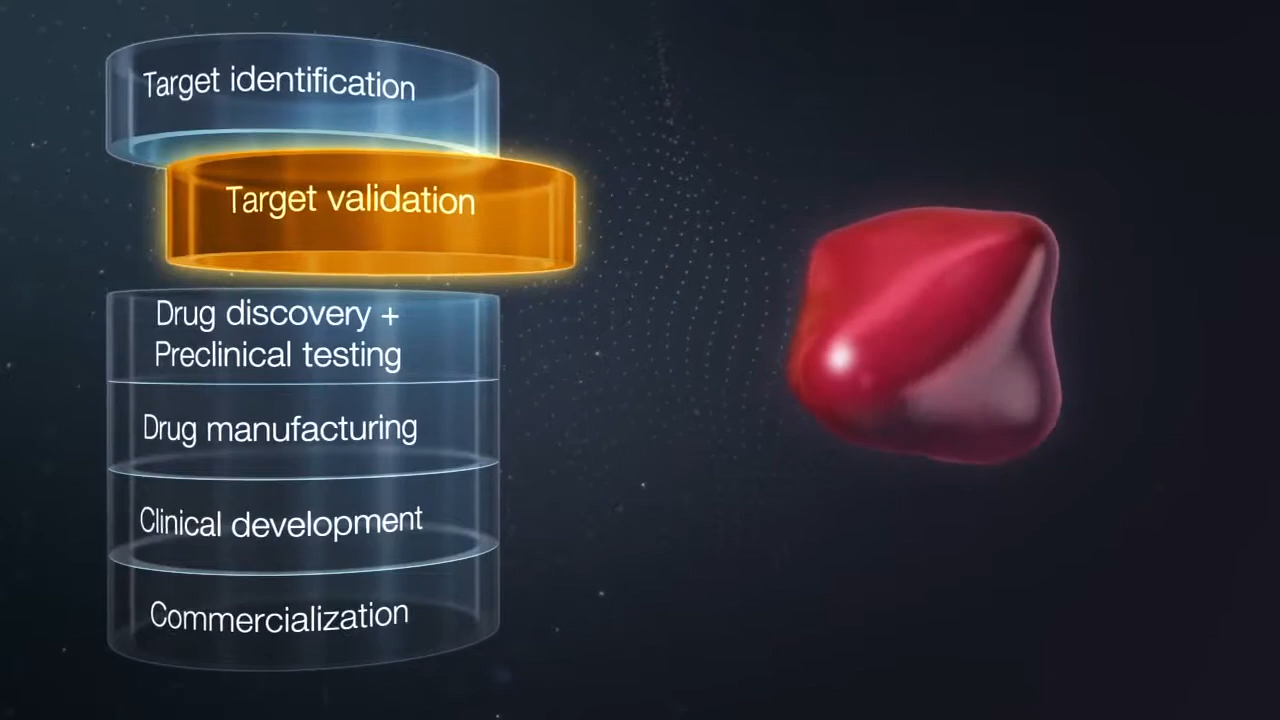 Target identification
Target validation
Drug discovery +
Preclinical testing
Drug manufacturing
Clinical development
Commercialization